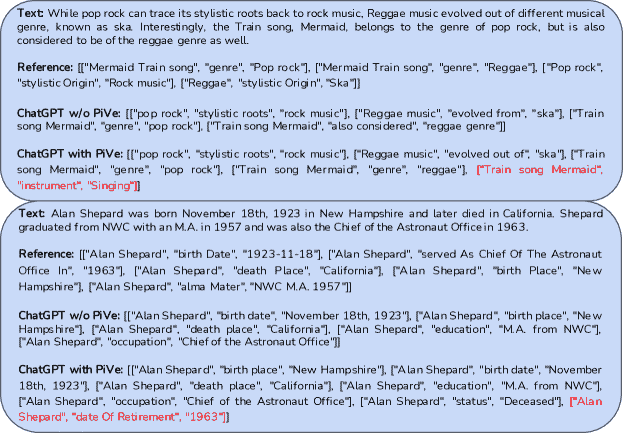 Text: While pop rock can trace its stylistic roots back to rock music, Reggae music evolved out of different musical
genre, known as ska. Interestingly, the Train song, Mermaid, belongs to the genre of pop rock, but is also
considered to be of the reggae genre as well.
Reference: [["Mermaid Train song", "genre", "Pop rock"], ["Mermaid Train song", "genre", "Reggae"], ["Pop rock",
"stylistic Origin", "Rock music"], ["Reggae", "stylistic Origin", "Ska"]]
ChatGPT w/o PiVe: [["pop rock", "stylistic roots", "rock music"], ["Reggae music", "evolved from", "ska"], ["Train
song Mermaid", "genre", "pop rock"], ["Train song Mermaid", "also considered", "reggae genre"]]
ChatGPT with PiVe: [["pop rock", "stylistic roots", "rock music"], ["Reggae music", "evolved out of", "ska"], ["Train
song Mermaid", "genre", "pop rock"], ["Train song Mermaid", "genre", "reggae"], ["Train song Mermaid",
"instrument", "Singing"]]
Text: Alan Shepard was born November 18th, 1923 in New Hampshire and later died in California. Shepard
graduated from NWC with an M.A. in 1957 and was also the Chief of the Astronaut Office in 1963.
Reference: [["Alan Shepard", "birth Date", "1923-11-18"], ["Alan Shepard", "served As Chief Of The Astronaut
Office In", "1963"], ["Alan Shepard", "death Place", "California"], ["Alan Shepard", "birth Place", "New
Hampshire"], ["Alan Shepard", "alma Mater", "NWC M.A. 1957"]]
ChatGPT w/o PiVe: [["Alan Shepard", "birth date", "November 18th, 1923"], ["Alan Shepard", "birth place", "New
Hampshire"], ["Alan Shepard", "death place", "California"], ["Alan Shepard", "education", "M.A. from NWC"],
["Alan Shepard", "occupation", "Chief of the Astronaut Office"]]
ChatGPT with PiVe: [["Alan Shepard", "birth place", "New Hampshire"], ["Alan Shepard", "birth date", "November
18th, 1923"], ["Alan Shepard", "death place", "California"], ["Alan Shepard", "education", "M.A. from NWC"],
["Alan Shepard", "occupation", "Chief of the Astronaut Office"], ["Alan Shepard", "status", "Deceased"], ["Alan
Shepard", "date Of Retirement", "1963"]]